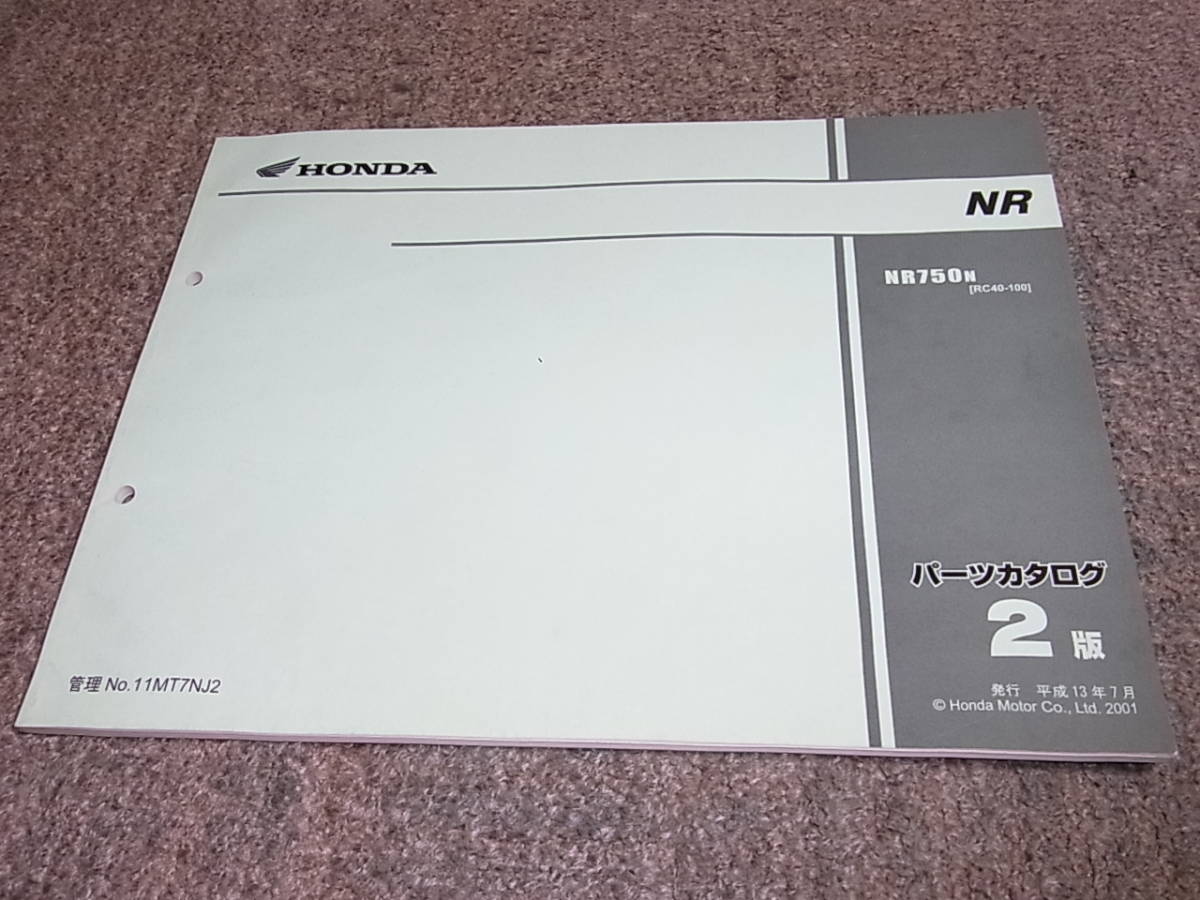 HONDA
NR
NR750N
[RC40-100]
パーツカタログ
2 版
管理 No.11MT7NJ2
発行 平成 13 年 7 月
© Honda Motor Co., Ltd. 2001